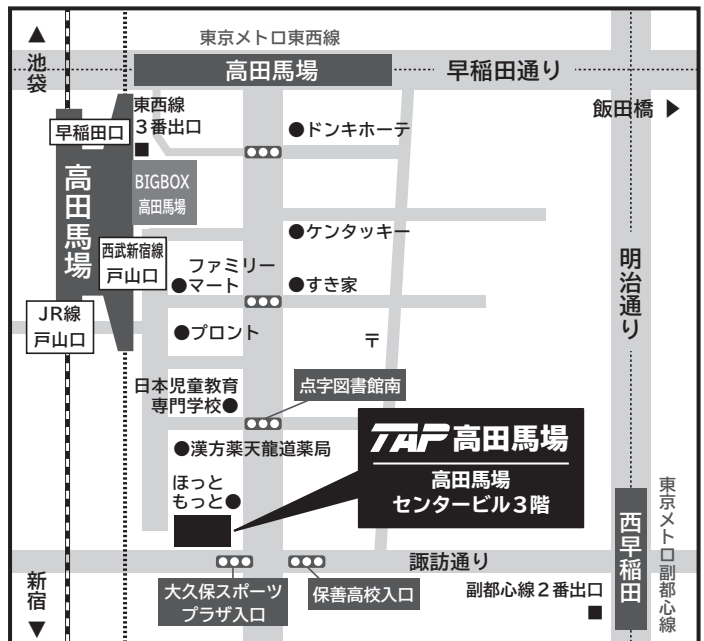 ▲
池袋
東京メトロ東西線
高田馬場
早稲田通り
飯田橋 ▶
早稲田口
東西線
3番出口
■
●ドンキホーテ
高田馬場
BIGBOX
高田馬場
●ケンタッキー
西武新宿線
戸山口
ファミリー
●マート
●すき家
明治通り
JR線
戸山口
●プロント
〒
日本児童教育
専門学校●
点字図書館南
●漢方薬天龍道薬局
TAP高田馬場
高田馬場
センタービル3階
ほっと
もっと●
西早稲田
東京メトロ副都心線
諏訪通り
新宿
▼
大久保スポーツ
プラザ入口
保善高校入口
副都心線2番出口
■